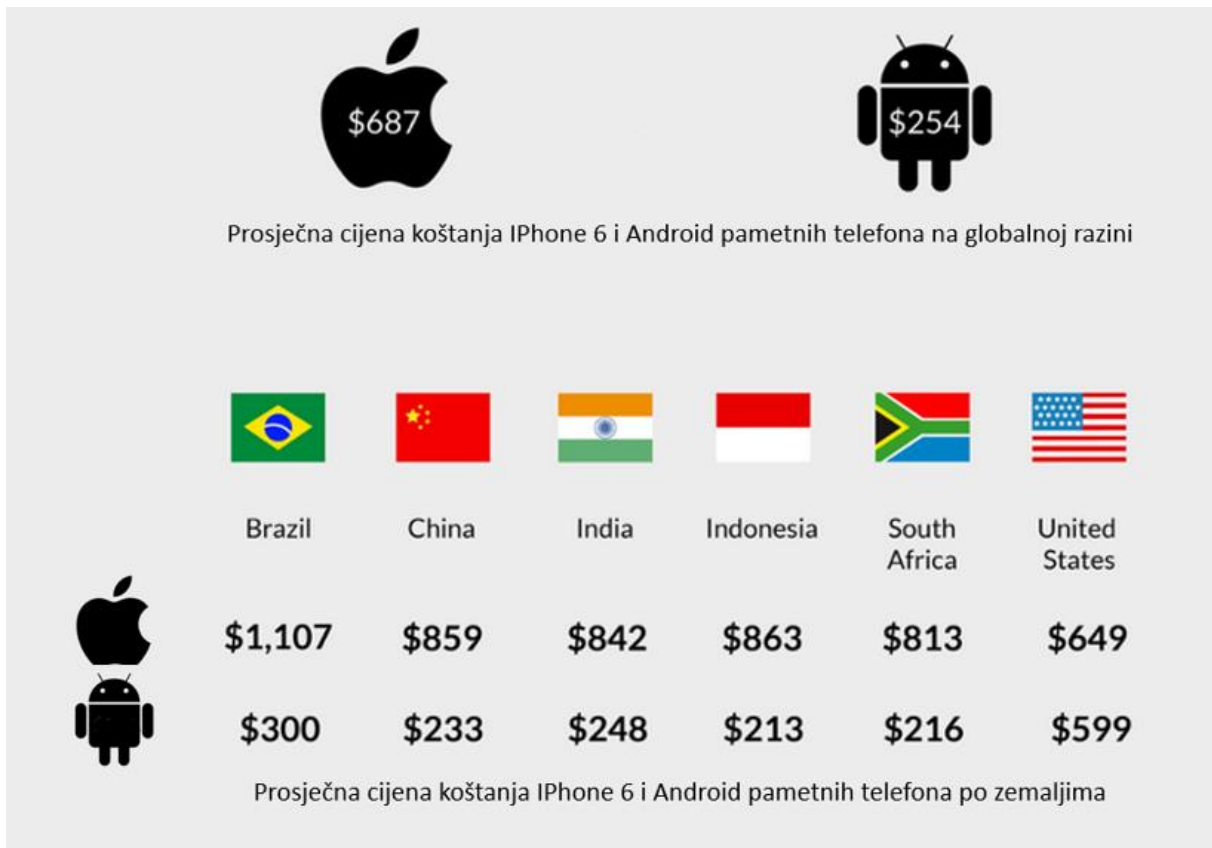 $687 $254
Prosječna cijena koštanja IPhone 6 i Android pametnih telefona na globalnoj razini
Brazil China India Indonesia South Africa United States
$1,107 $859 $842 $863 $813 $649
$300 $233 $248 $213 $216 $599
Prosječna cijena koštanja IPhone 6 i Android pametnih telefona po zemaljima